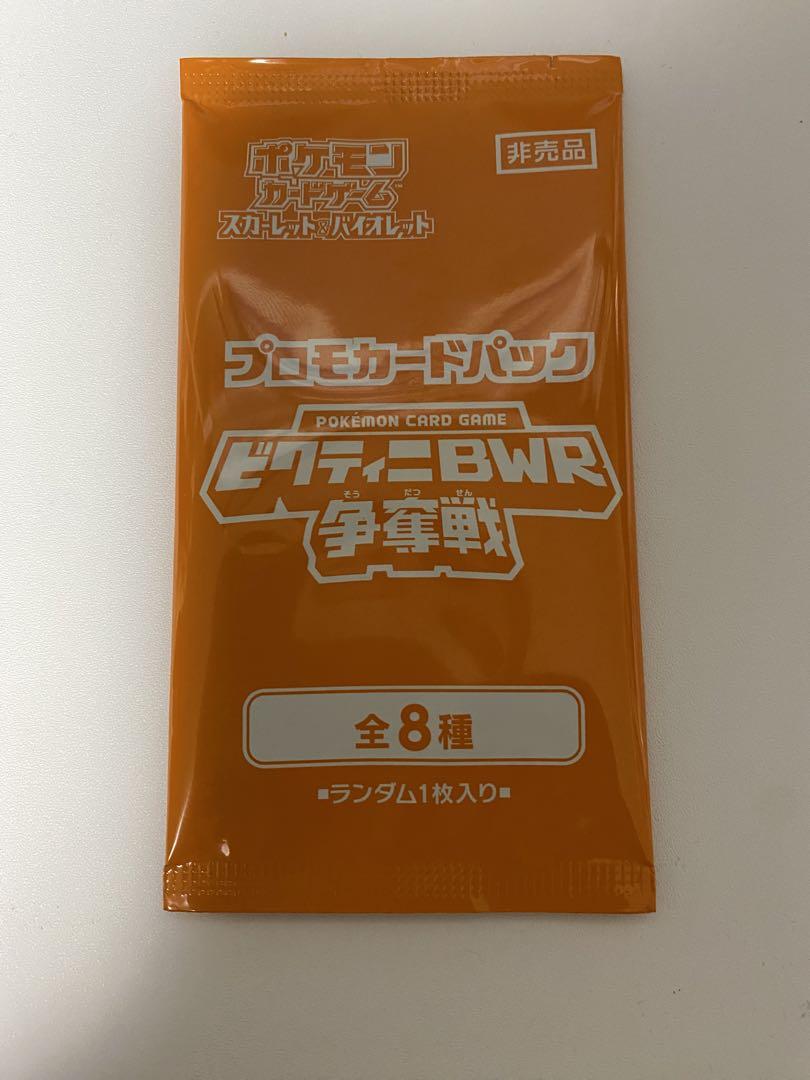 ポケモン
カードゲーム™
スカーレット&バイオレット
非売品
プロモカードパック
POKÉMON CARD GAME
ビクティニBWR
そう だつ せん
争奪戦
全8種
■ランダム1枚入り■